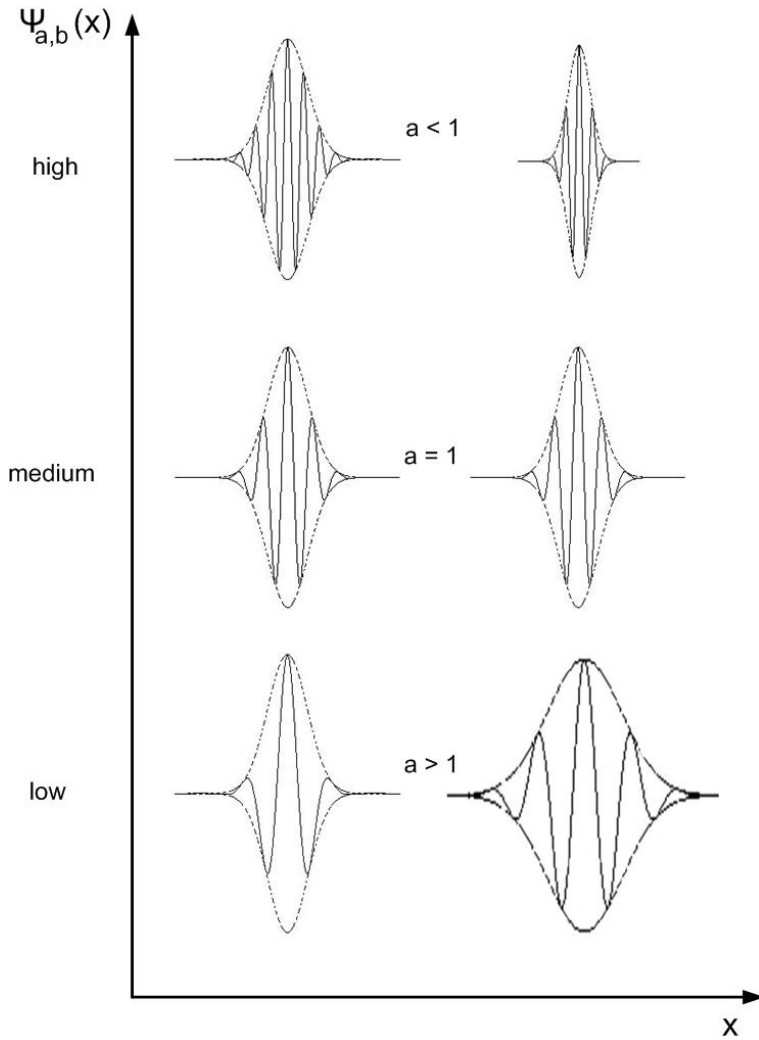 Ψa,b(x)
high
a < 1
medium
a = 1
low
a > 1
x